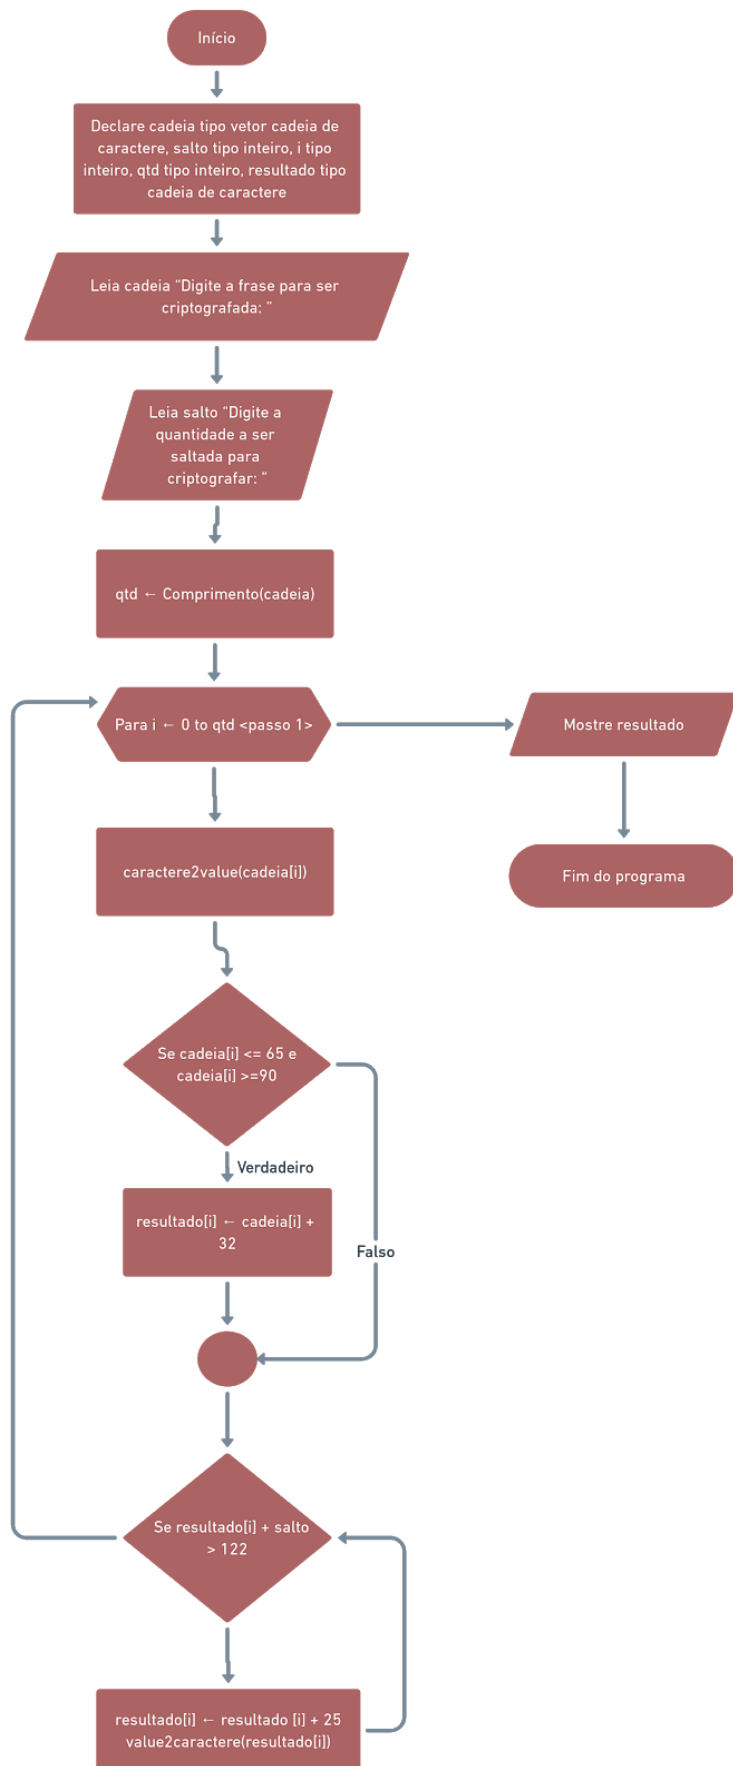 Início
Declare cadeia tipo vetor cadeia de
caractere, salto tipo inteiro, i tipo
inteiro, qtd tipo inteiro, resultado tipo
cadeia de caractere
Leia cadeia “Digite a frase para ser
criptografada: ”
Leia salto “Digite a
quantidade a ser
saltada para
criptografar: ”
qtd ← Comprimento(cadeia)
Para i ← 0 to qtd <passo 1>
Mostre resultado
caractere2value(cadeia[i])
Fim do programa
Se cadeia[i] <= 65 e
cadeia[i] >=90
Verdadeiro
resultado[i] ← cadeia[i] +
32
Falso
Se resultado[i] + salto
> 122
resultado[i] ← resultado [i] + 25
value2caractere(resultado[i])